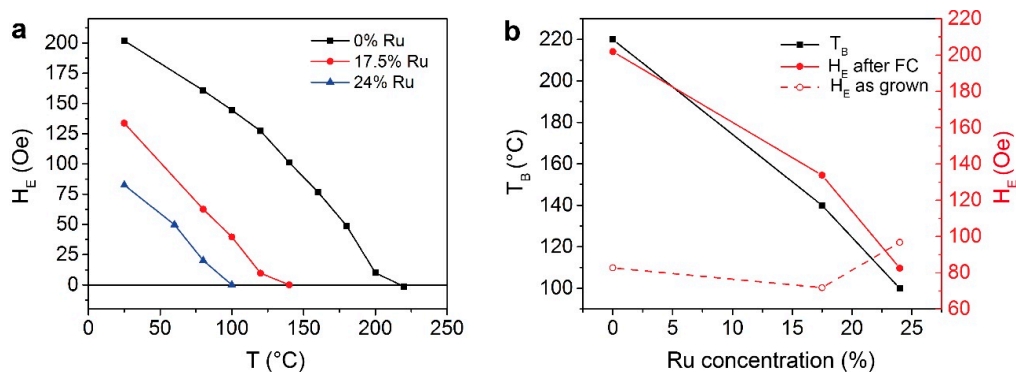 a
200
175
150
125
100
75
50
25
0
H_E (Oe)
0% Ru
17.5% Ru
24% Ru
0 50 100 150 200 250
T (°C)
b
220
200
180
160
140
120
100
T_B (°C)
T_B
H_E after FC
H_E as grown
220
200
180
160
140
120
100
80
60
H_E (Oe)
0 5 10 15 20 25
Ru concentration (%)